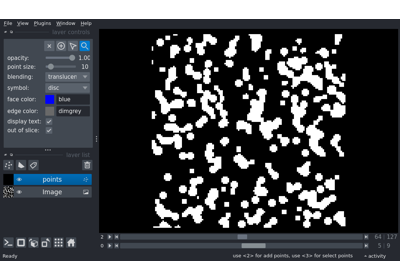 File View Plugins Window Help
layer controls
opacity: 1.00
point size: 10
blending: translucen
symbol: disc
face color: blue
edge color: dimgrey
display text:
out of slice:
layer list
points
Image
2 64 127
0 5 9
Ready use <2> for add points, use <3> for select points activity